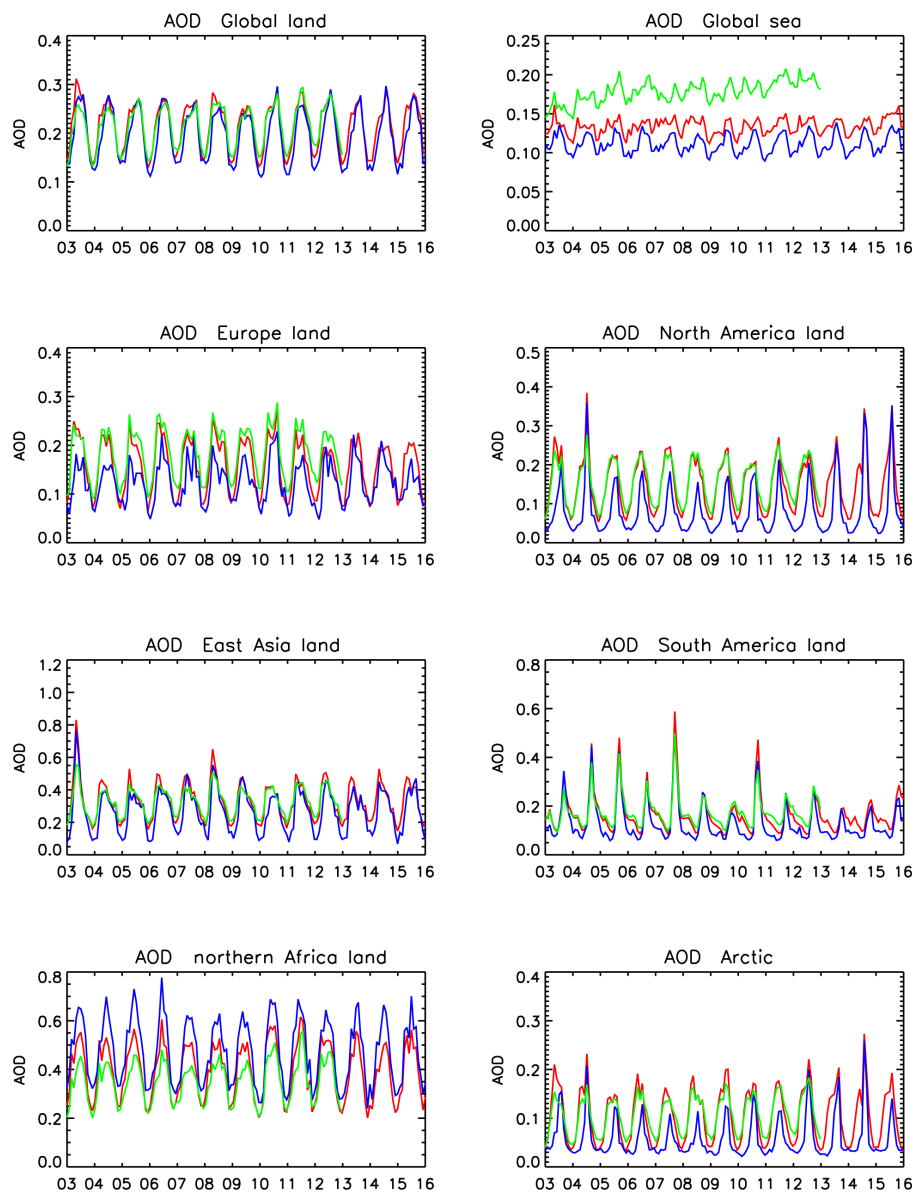 AOD Global land
AOD Global sea
0.4
0.3
0.2
0.1
0.0
AOD
03 04 05 06 07 08 09 10 11 12 13 14 15 16
0.25
0.20
0.15
0.10
0.05
0.00
AOD
03 04 05 06 07 08 09 10 11 12 13 14 15 16
AOD Europe land
AOD North America land
0.4
0.3
0.2
0.1
0.0
AOD
03 04 05 06 07 08 09 10 11 12 13 14 15 16
0.5
0.4
0.3
0.2
0.1
0.0
AOD
03 04 05 06 07 08 09 10 11 12 13 14 15 16
AOD East Asia land
AOD South America land
1.2
1.0
0.8
0.6
0.4
0.2
0.0
AOD
03 04 05 06 07 08 09 10 11 12 13 14 15 16
0.8
0.6
0.4
0.2
0.0
AOD
03 04 05 06 07 08 09 10 11 12 13 14 15 16
AOD northern Africa land
AOD Arctic
0.8
0.6
0.4
0.2
0.0
AOD
03 04 05 06 07 08 09 10 11 12 13 14 15 16
0.4
0.3
0.2
0.1
0.0
AOD
03 04 05 06 07 08 09 10 11 12 13 14 15 16